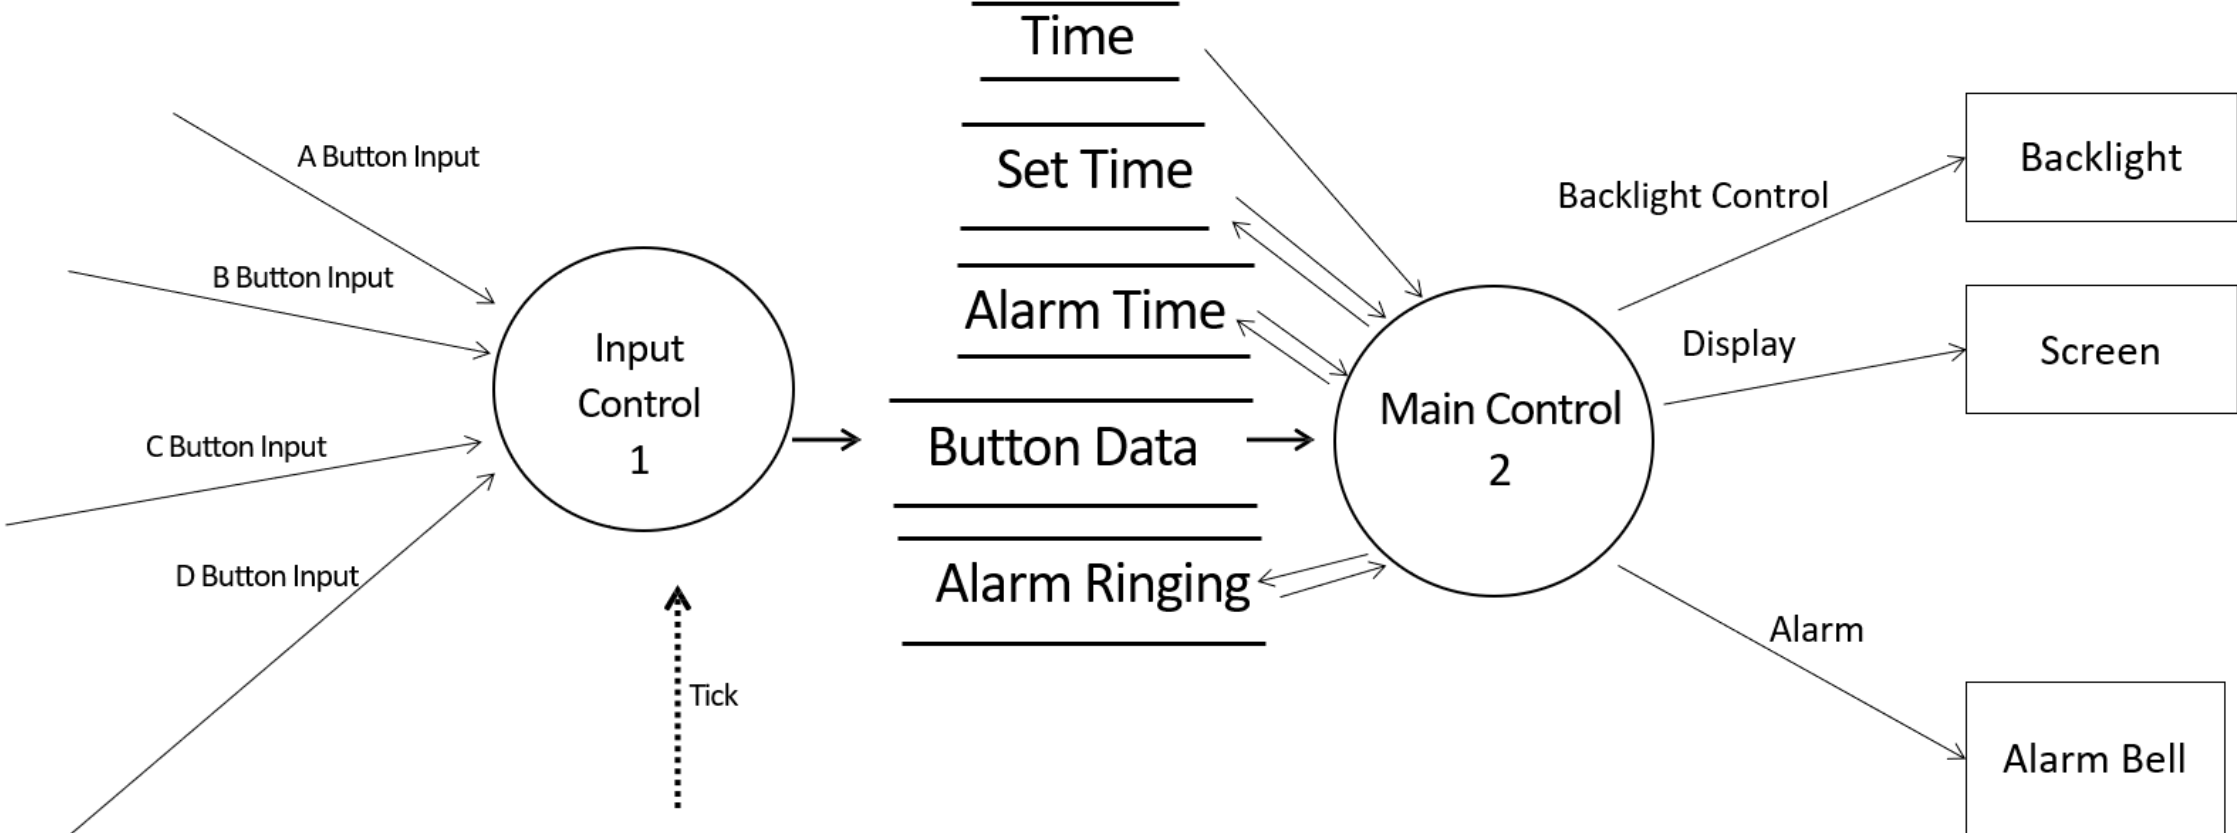 A Button Input
B Button Input
C Button Input
D Button Input
Input
Control
1
Tick
Time
Set Time
Alarm Time
Button Data
Alarm Ringing
Main Control
2
Backlight Control
Display
Alarm
Backlight
Screen
Alarm Bell